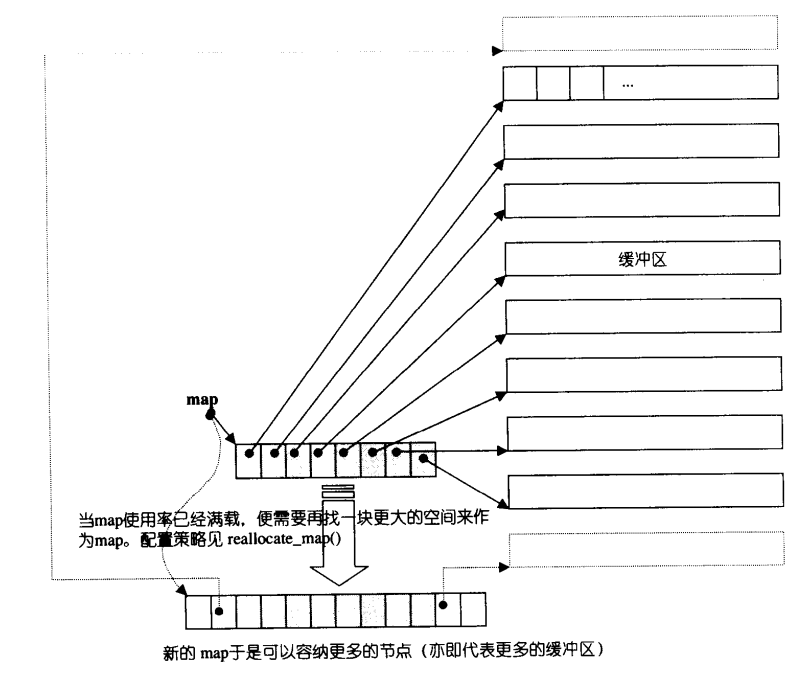 ...
缓冲区
map
当map使用率已经满载，便需要再找一块更大的空间来作
为map。配置策略见 reallocate_map()
新的 map于是可以容纳更多的节点（亦即代表更多的缓冲区）